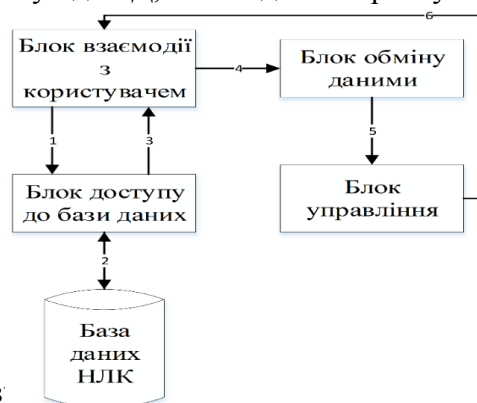 6
Блок взаємодії
з
користувачем
4
Блок обміну
даними
1
3
5
Блок доступу
до бази даних
Блок
управління
2
База
даних
НЛК